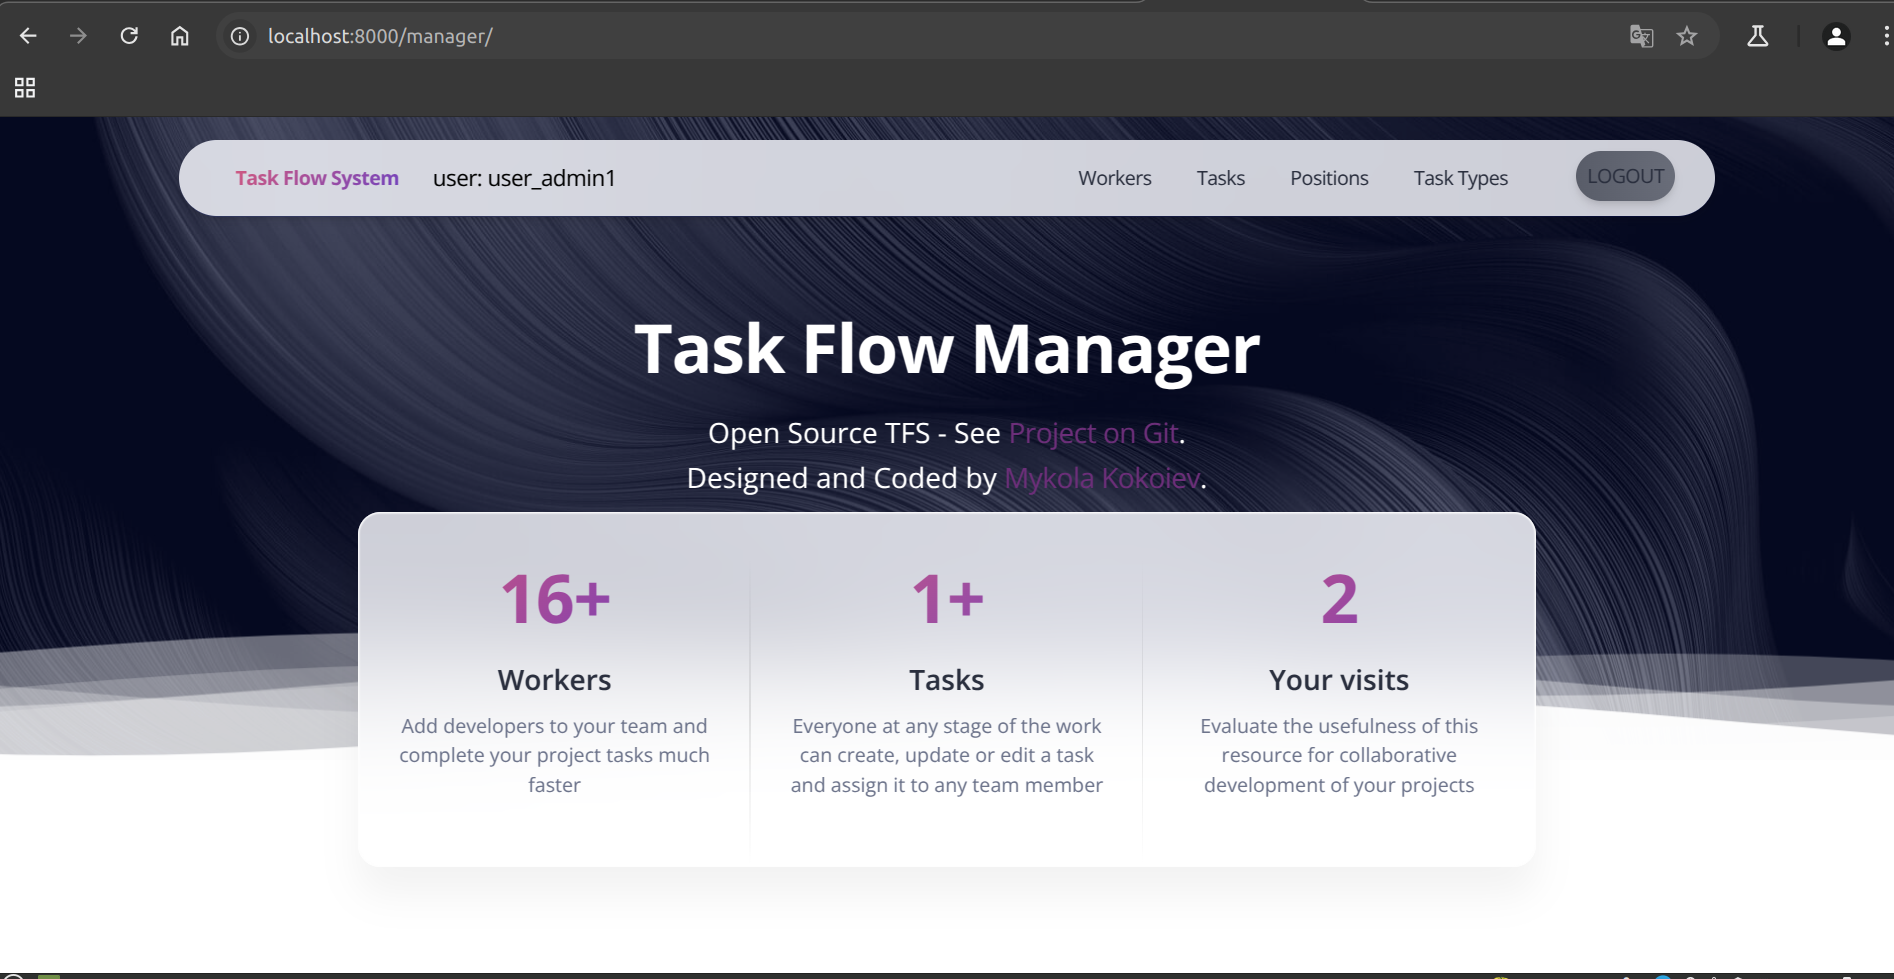 localhost:8000/manager/
Task Flow System user: user_admin1 Workers Tasks Positions Task Types LOGOUT
Task Flow Manager
Open Source TFS - See Project on Git.
Designed and Coded by Mykola Kokoiev.
16+
Workers
Add developers to your team and
complete your project tasks much
faster
1+
Tasks
Everyone at any stage of the work
can create, update or edit a task
and assign it to any team member
2
Your visits
Evaluate the usefulness of this
resource for collaborative
development of your projects